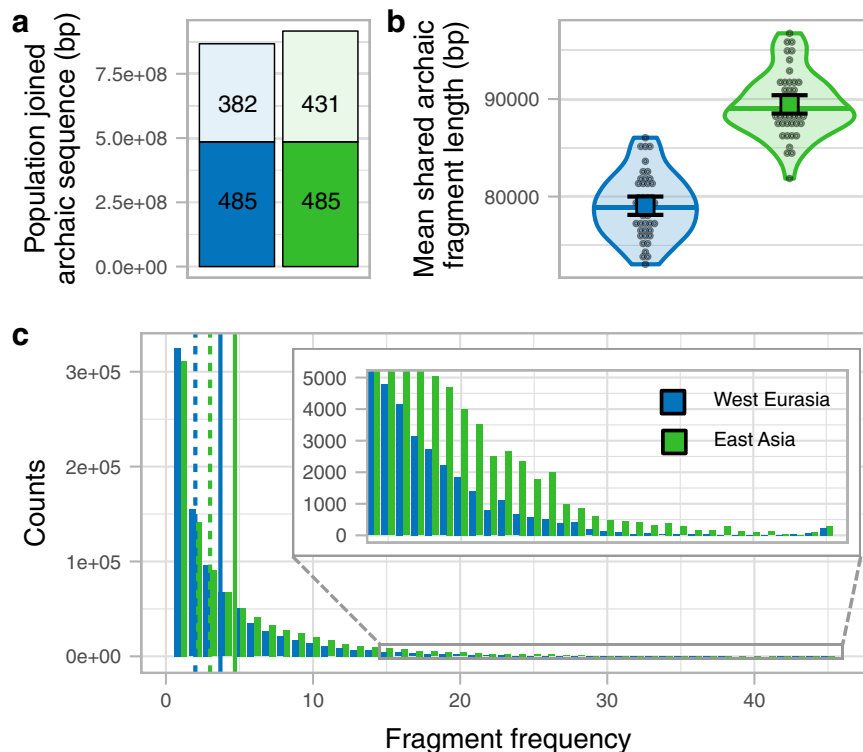 a
Population joined
archaic sequence (bp)
7.5e+08
5.0e+08
2.5e+08
0.0e+00
382
431
485
485
b
Mean shared archaic
fragment length (bp)
90000
80000
c
Counts
3e+05
2e+05
1e+05
0e+00
5000
4000
3000
2000
1000
0
West Eurasia
East Asia
0
10
20
30
40
Fragment frequency